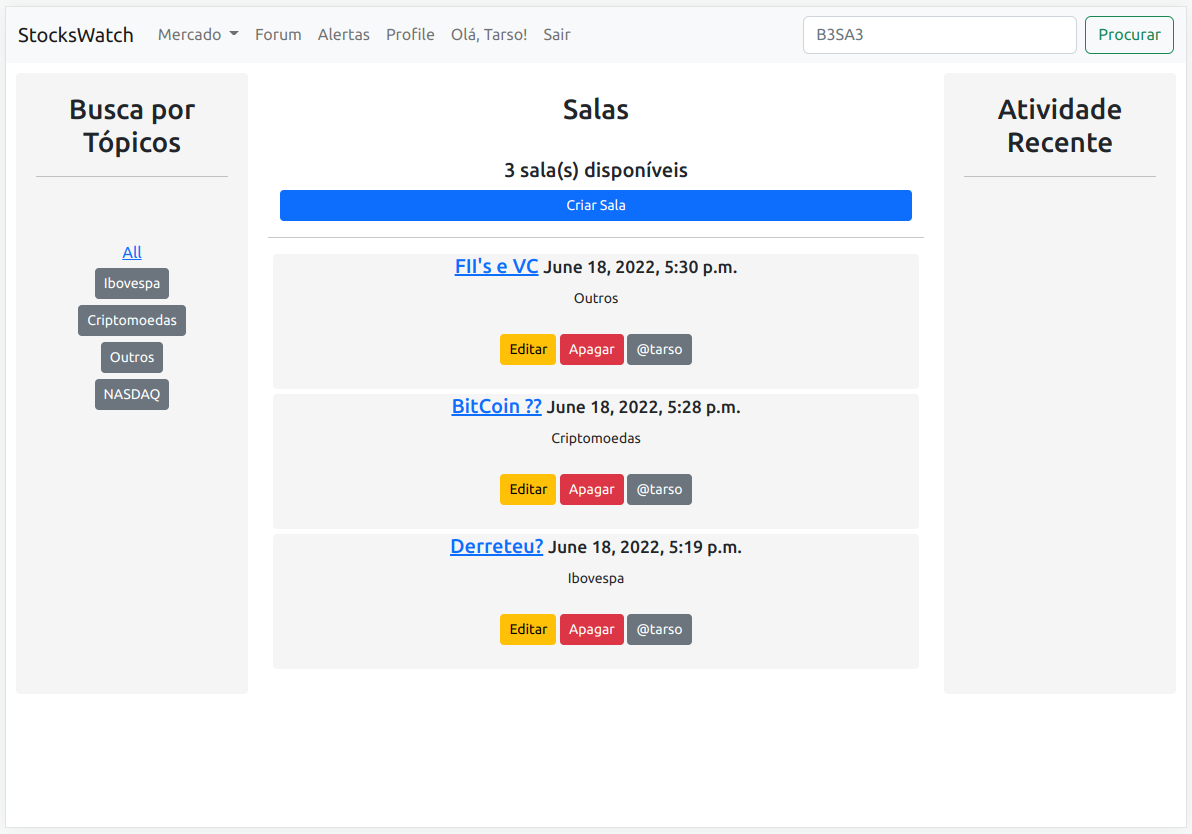 StocksWatch Mercado Forum Alertas Profile Olá, Tarso! Sair B3SA3 Procurar
Busca por
Tópicos
All
Ibovespa
Criptomoedas
Outros
NASDAQ
Salas
3 sala(s) disponíveis
Criar Sala
FII's e VC June 18, 2022, 5:30 p.m.
Outros
Editar Apagar @tarso
BitCoin ?? June 18, 2022, 5:28 p.m.
Criptomoedas
Editar Apagar @tarso
Derreteu? June 18, 2022, 5:19 p.m.
Ibovespa
Editar Apagar @tarso
Atividade
Recente